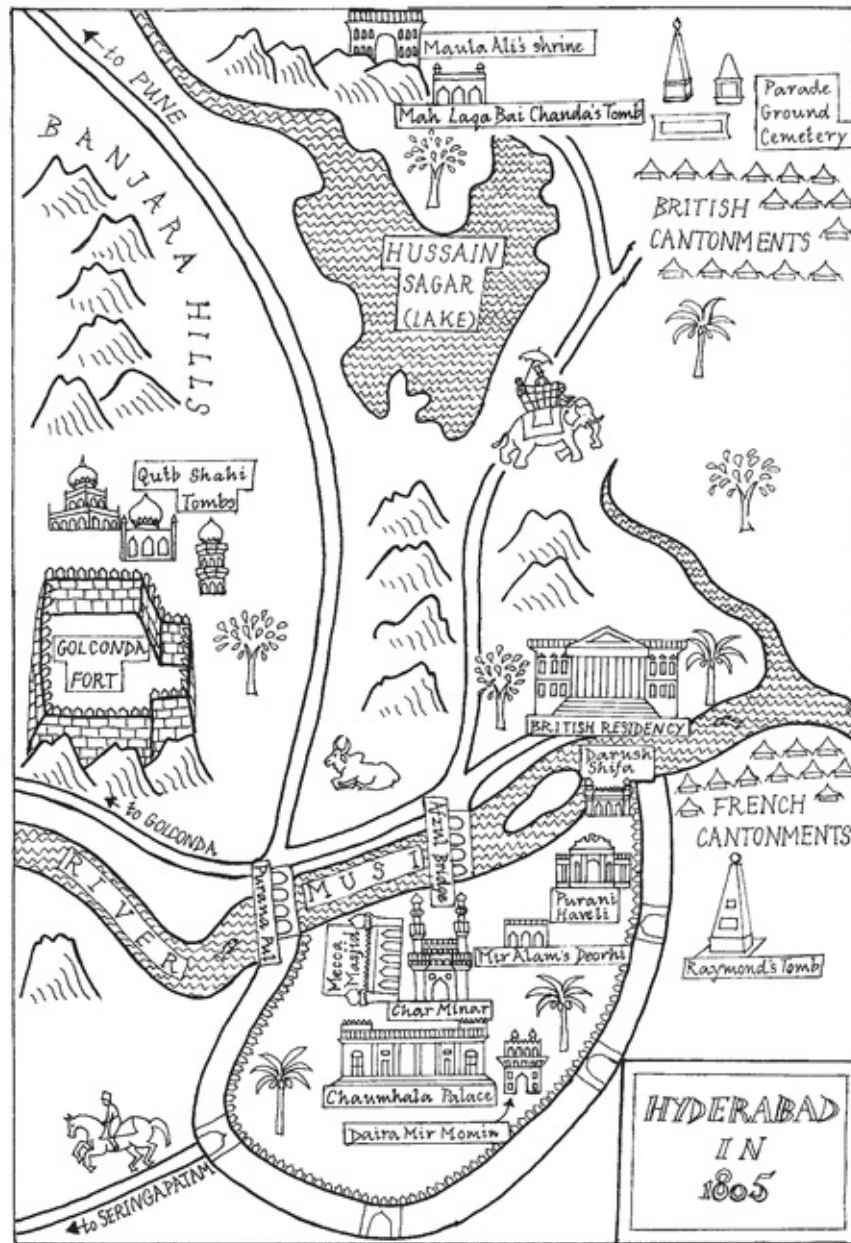 to PUNE
Maula Ali's shrine
Mah Laqa Bai Chanda's Tomb
Parade
Ground
Cemetery
BANJARA HILLS
BRITISH
CANTONMENTS
HUSSAIN
SAGAR
(LAKE)
Qutb Shahi
Tombs
GOLCONDA
FORT
BRITISH RESIDENCY
Darush
Shifa
to GOLCONDA
FRENCH
CANTONMENTS
Afzul Bridge
RIVER MUSI
Purana Pul
Purani
Haveli
Mecca
Masjid
Mir Alam's Deorhi
Raymond's Tomb
Char Minar
Chaumhala Palace
Daira Mir Momin
to SERINGAPATAM
HYDERABAD
IN
1805